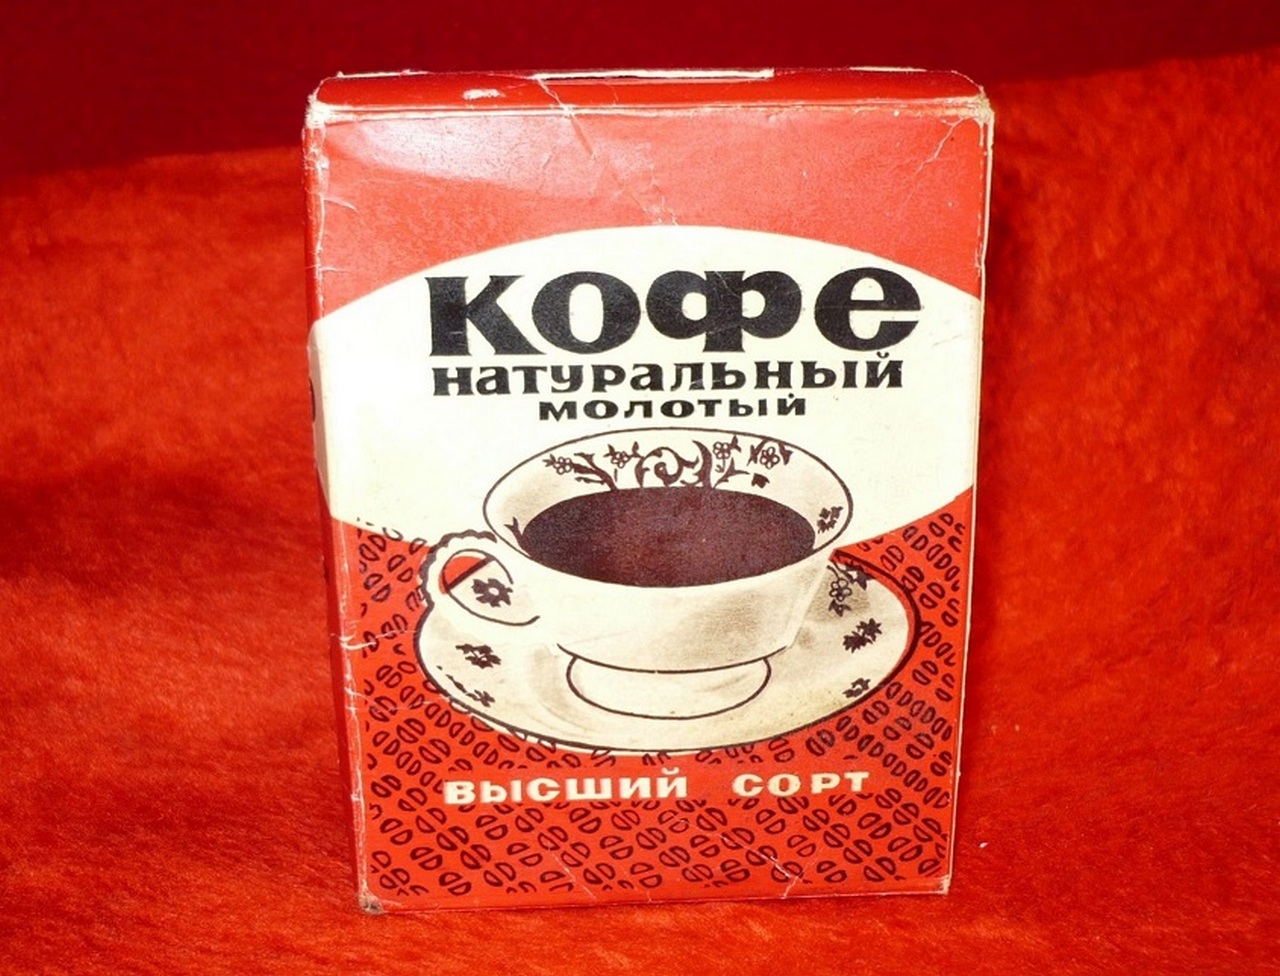 кофе
натуральный
молотый
высший сорт